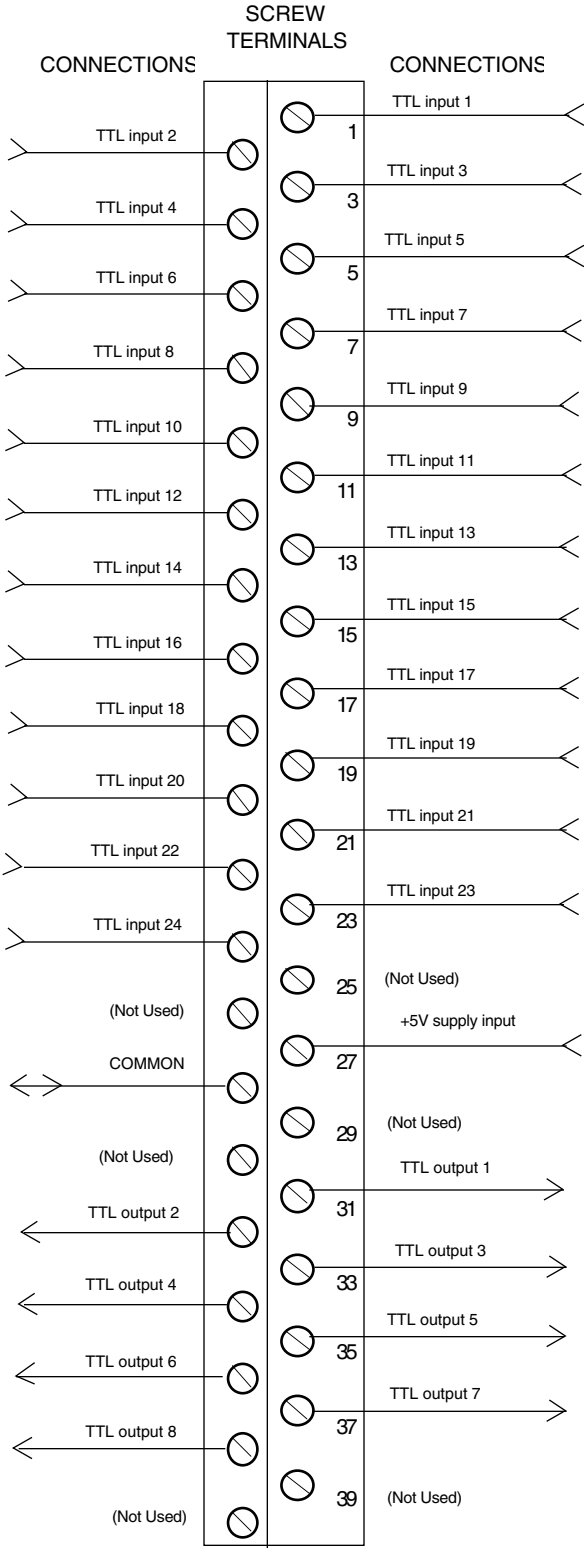 SCREW
TERMINALS
CONNECTIONS
CONNECTIONS
TTL input 1
1
TTL input 2
TTL input 3
3
TTL input 4
TTL input 5
5
TTL input 6
TTL input 7
7
TTL input 8
TTL input 9
9
TTL input 10
TTL input 11
11
TTL input 12
TTL input 13
13
TTL input 14
TTL input 15
15
TTL input 16
TTL input 17
17
TTL input 18
TTL input 19
19
TTL input 20
TTL input 21
21
TTL input 22
TTL input 23
23
TTL input 24
25 (Not Used)
(Not Used)
+5V supply input
27
COMMON
29 (Not Used)
(Not Used)
TTL output 1
31
TTL output 2
TTL output 3
33
TTL output 4
TTL output 5
35
TTL output 6
TTL output 7
37
TTL output 8
39 (Not Used)
(Not Used)